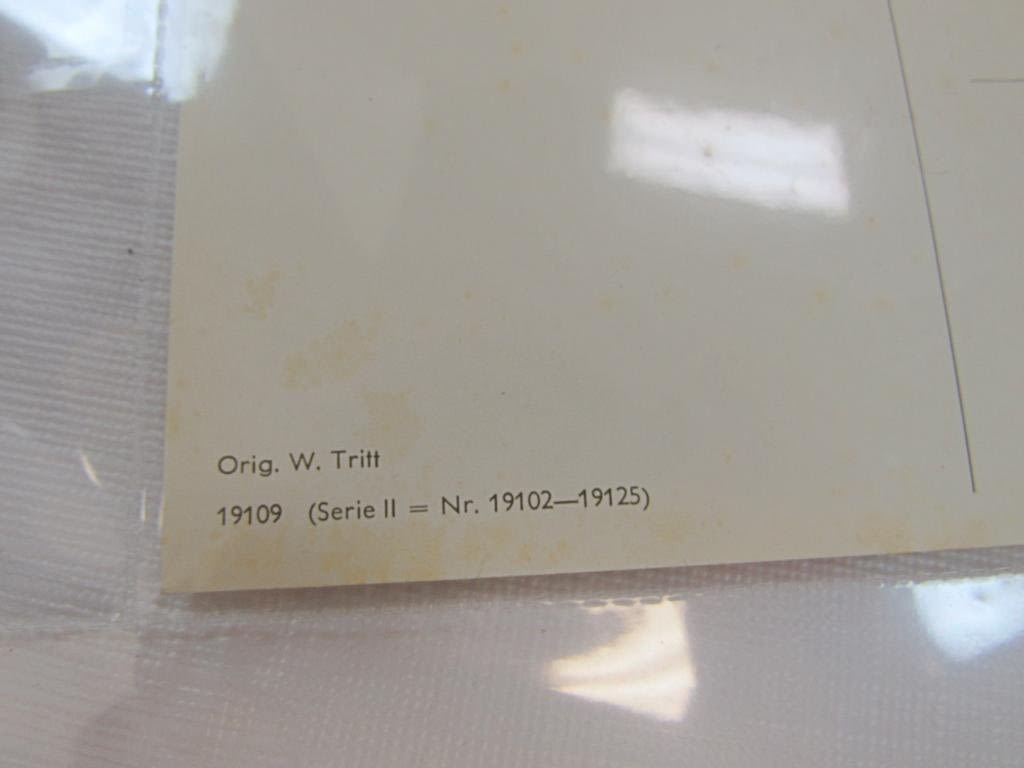 Orig. W. Tritt
19109 (Serie II = Nr. 19102—19125)